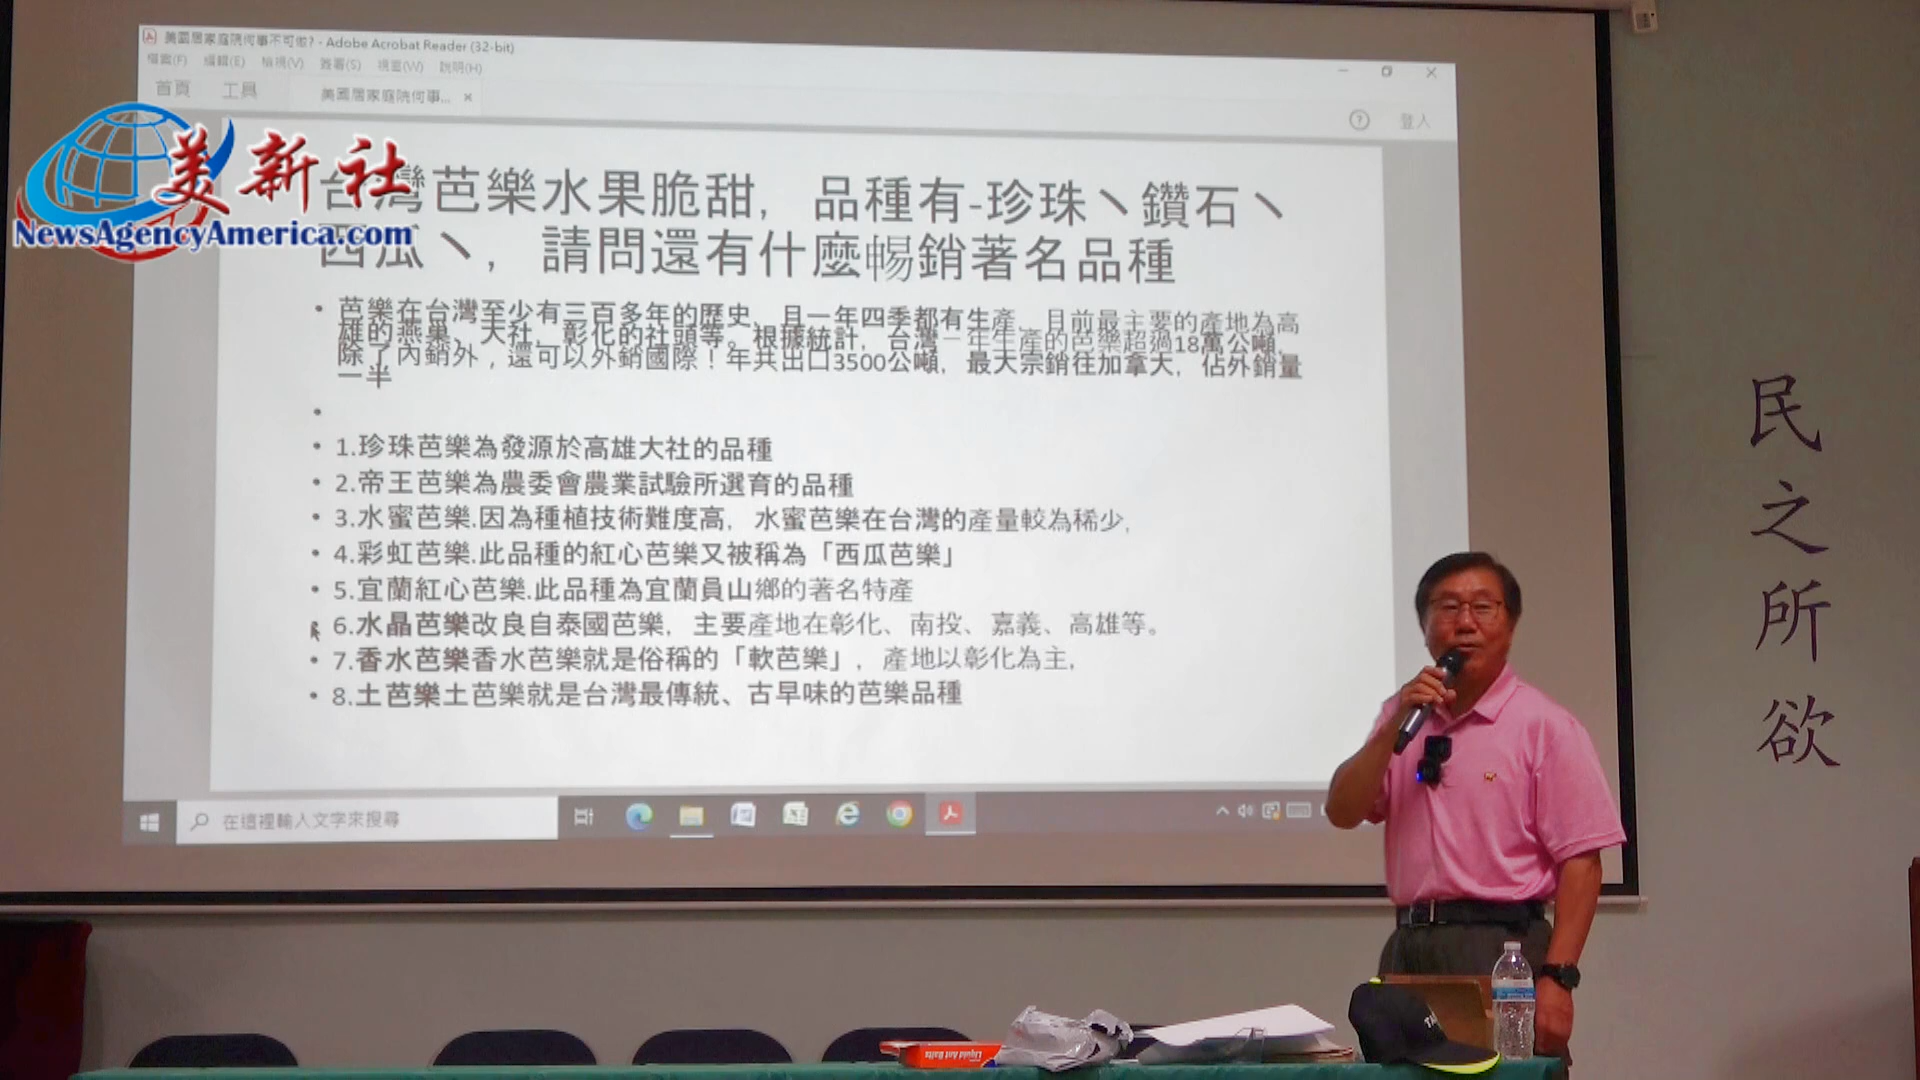 美國居家庭院何事不可做? - Adobe Acrobat Reader (32-bit)
檔案(F) 編輯(E) 檢視(V) 簽署(S) 視窗(W) 說明(H)
首頁 工具 美國居家庭院何事... ×
登入
美新社
NewsAgencyAmerica.com
台灣芭樂水果脆甜，品種有-珍珠丶鑽石丶
西瓜丶，請問還有什麼暢銷著名品種
• 芭樂在台灣至少有三百多年的歷史，且一年四季都有生產，目前最主要的產地為高
雄的燕巢、大社，彰化的社頭等。根據統計，台灣一年生產的芭樂超過18萬公噸，
除了內銷外，還可以外銷國際！年共出口3500公噸，最大宗銷往加拿大，佔外銷量
一半
•
• 1.珍珠芭樂為發源於高雄大社的品種
• 2.帝王芭樂為農委會農業試驗所選育的品種
• 3.水蜜芭樂.因為種植技術難度高，水蜜芭樂在台灣的產量較為稀少，
• 4.彩虹芭樂.此品種的紅心芭樂又被稱為「西瓜芭樂」
• 5.宜蘭紅心芭樂.此品種為宜蘭員山鄉的著名特產
• 6.水晶芭樂改良自泰國芭樂，主要產地在彰化、南投、嘉義、高雄等。
• 7.香水芭樂香水芭樂就是俗稱的「軟芭樂」，產地以彰化為主，
• 8.土芭樂土芭樂就是台灣最傳統、古早味的芭樂品種
在這裡輸入文字來搜尋
民之所欲
Liquid Ant Baits